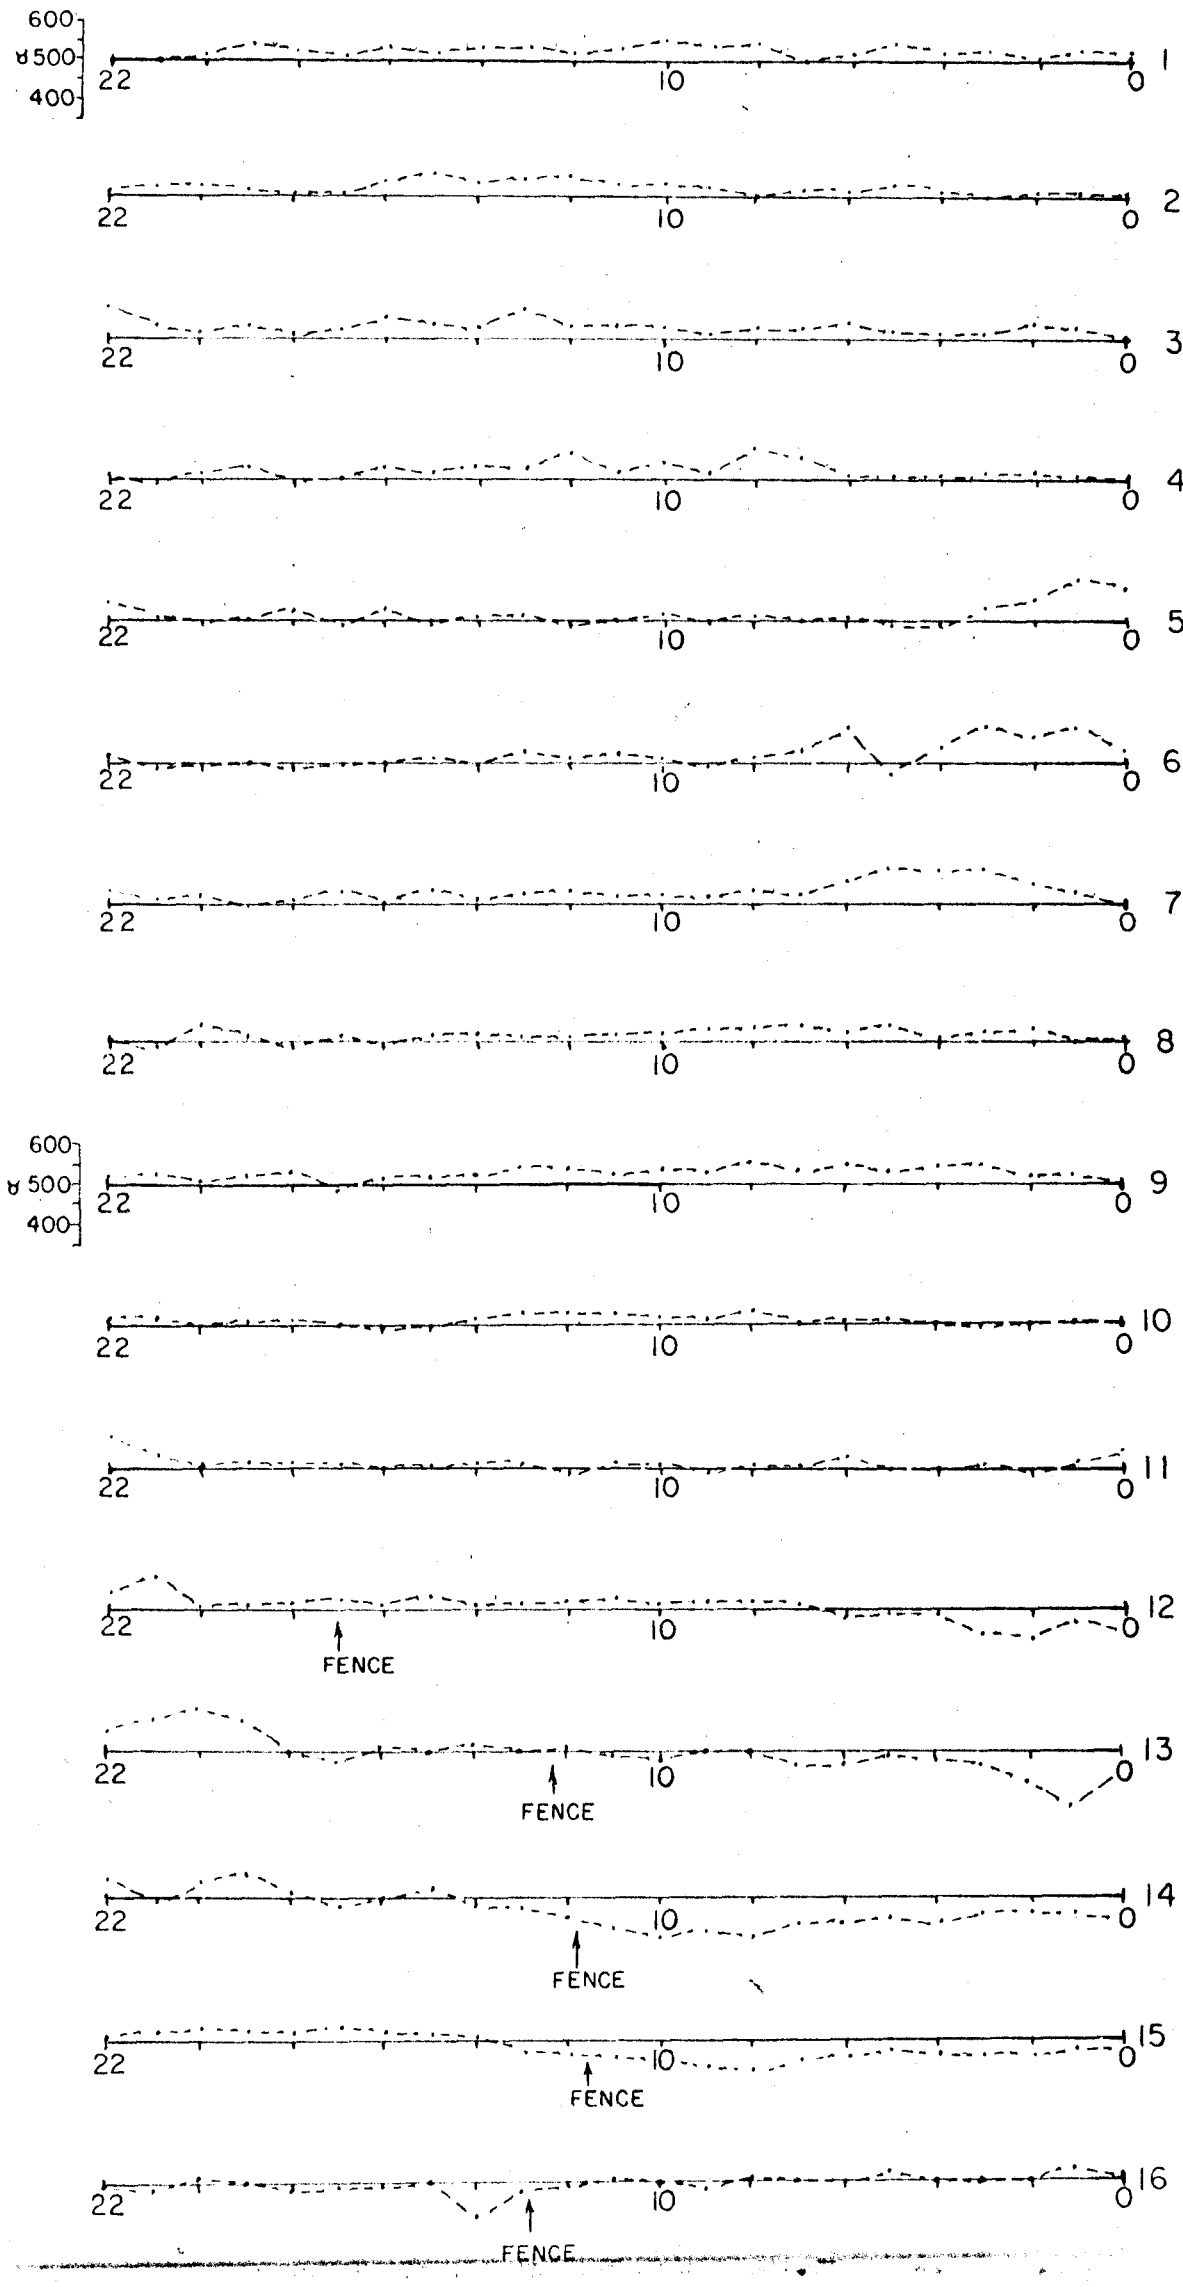 600
α 500
400
22 10 0 1
22 10 0 2
22 10 0 3
22 10 0 4
22 10 0 5
22 10 0 6
22 10 0 7
22 10 0 8
600
α 500
400
22 10 0 9
22 10 0 10
22 10 0 11
22 10 0 12
FENCE
22 10 0 13
FENCE
22 10 0 14
FENCE
22 10 0 15
FENCE
22 10 0 16
FENCE